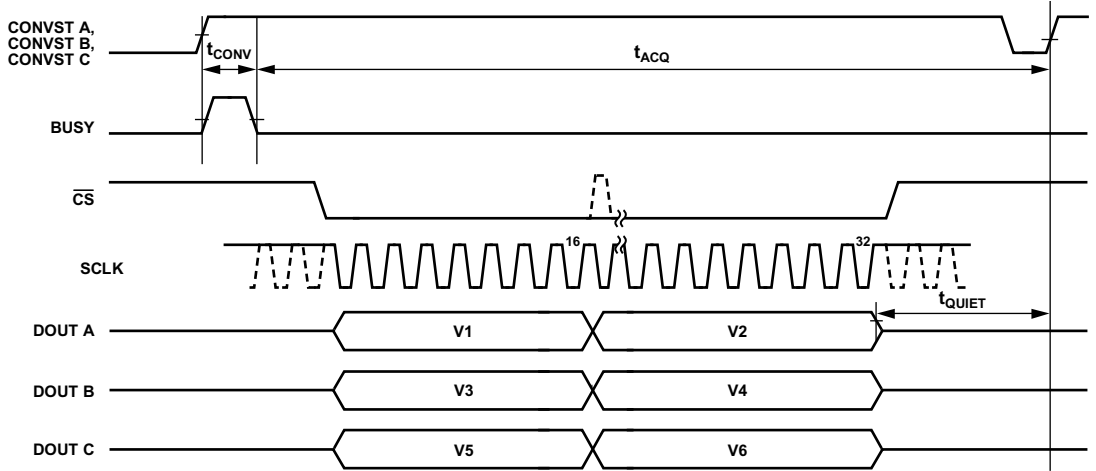 CONVST A,
CONVST B,
CONVST C
tCONV
tACQ
BUSY
CS
SCLK
16
32
tQUIET
DOUT A
V1
V2
DOUT B
V3
V4
DOUT C
V5
V6